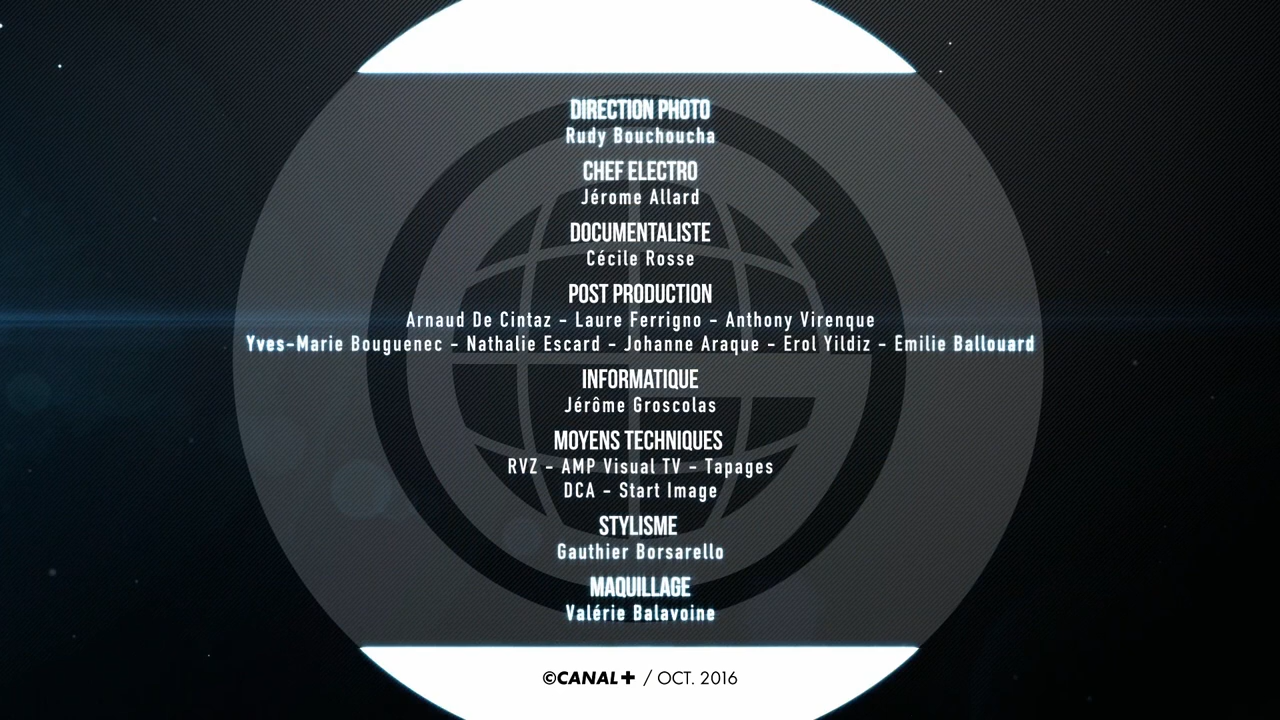 DIRECTION PHOTO
Rudy Bouchoucha
CHEF ELECTRO
Jérome Allard
DOCUMENTALISTE
Cécile Rosse
POST PRODUCTION
Arnaud De Cintaz - Laure Ferrigno - Anthony Virenque
Yves-Marie Bouguenec - Nathalie Escard - Johanne Araque - Erol Yildiz - Emilie Ballouard
INFORMATIQUE
Jérôme Groscolas
MOYENS TECHNIQUES
RVZ - AMP Visual TV - Tapages
DCA - Start Image
STYLISME
Gauthier Borsarello
MAQUILLAGE
Valérie Balavoine
©CANAL+ / OCT. 2016